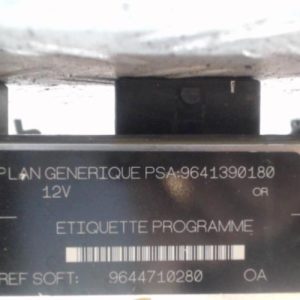 PLAN GENERIQUE PSA:9641390180
12V OR
ETIQUETTE PROGRAMME
REF SOFT: 9644710280 OA